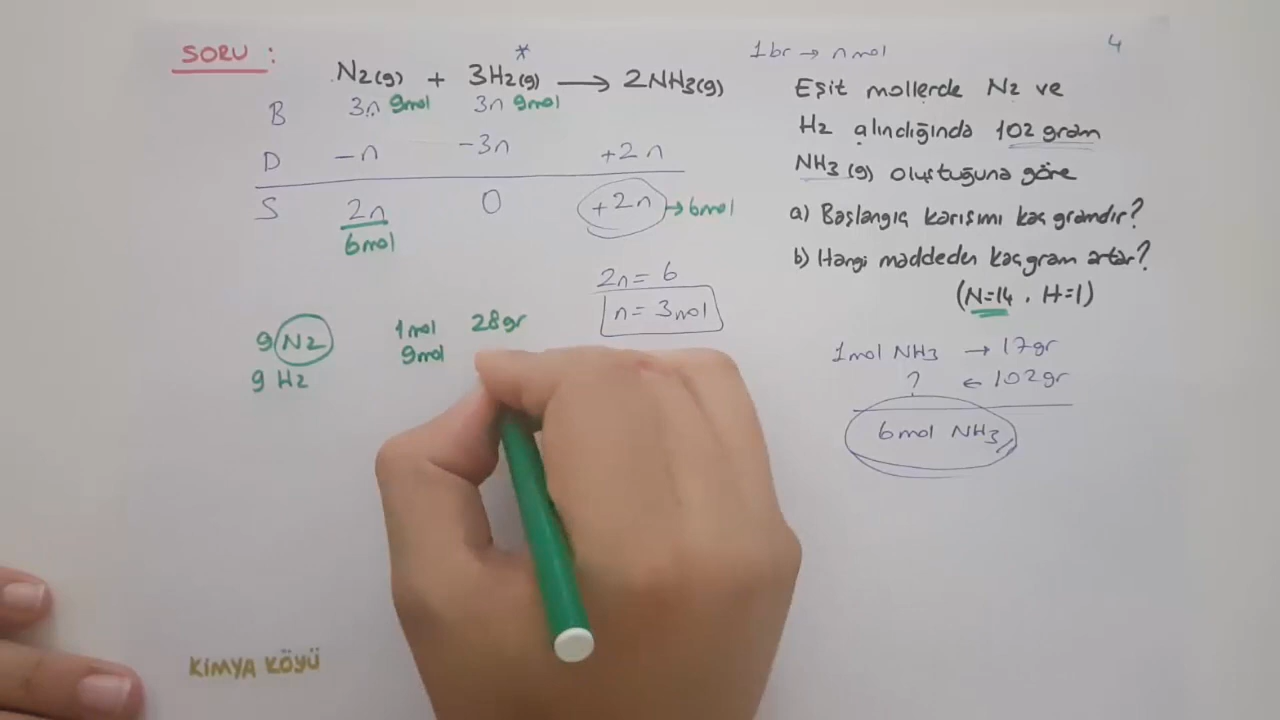 SORU :
N2(g) + 3H2(g) → 2NH3(g)
*
B 3n 9mol 3n 9mol
D -n -3n +2n
S 2n 0 +2n → 6mol
6mol
2n = 6
n = 3mol
9 N2 1mol 28gr
9 H2 9mol
1br → n mol
4
Eşit mollerde N2 ve
H2 alındığında 102 gram
NH3(g) oluştuğuna göre
a) Başlangıç karışımı kaç gramdır?
b) Hangi maddeden kaç gram artar?
(N=14 . H=1)
1mol NH3 → 17gr
? ← 102gr
6mol NH3
KİMYA KÖYÜ